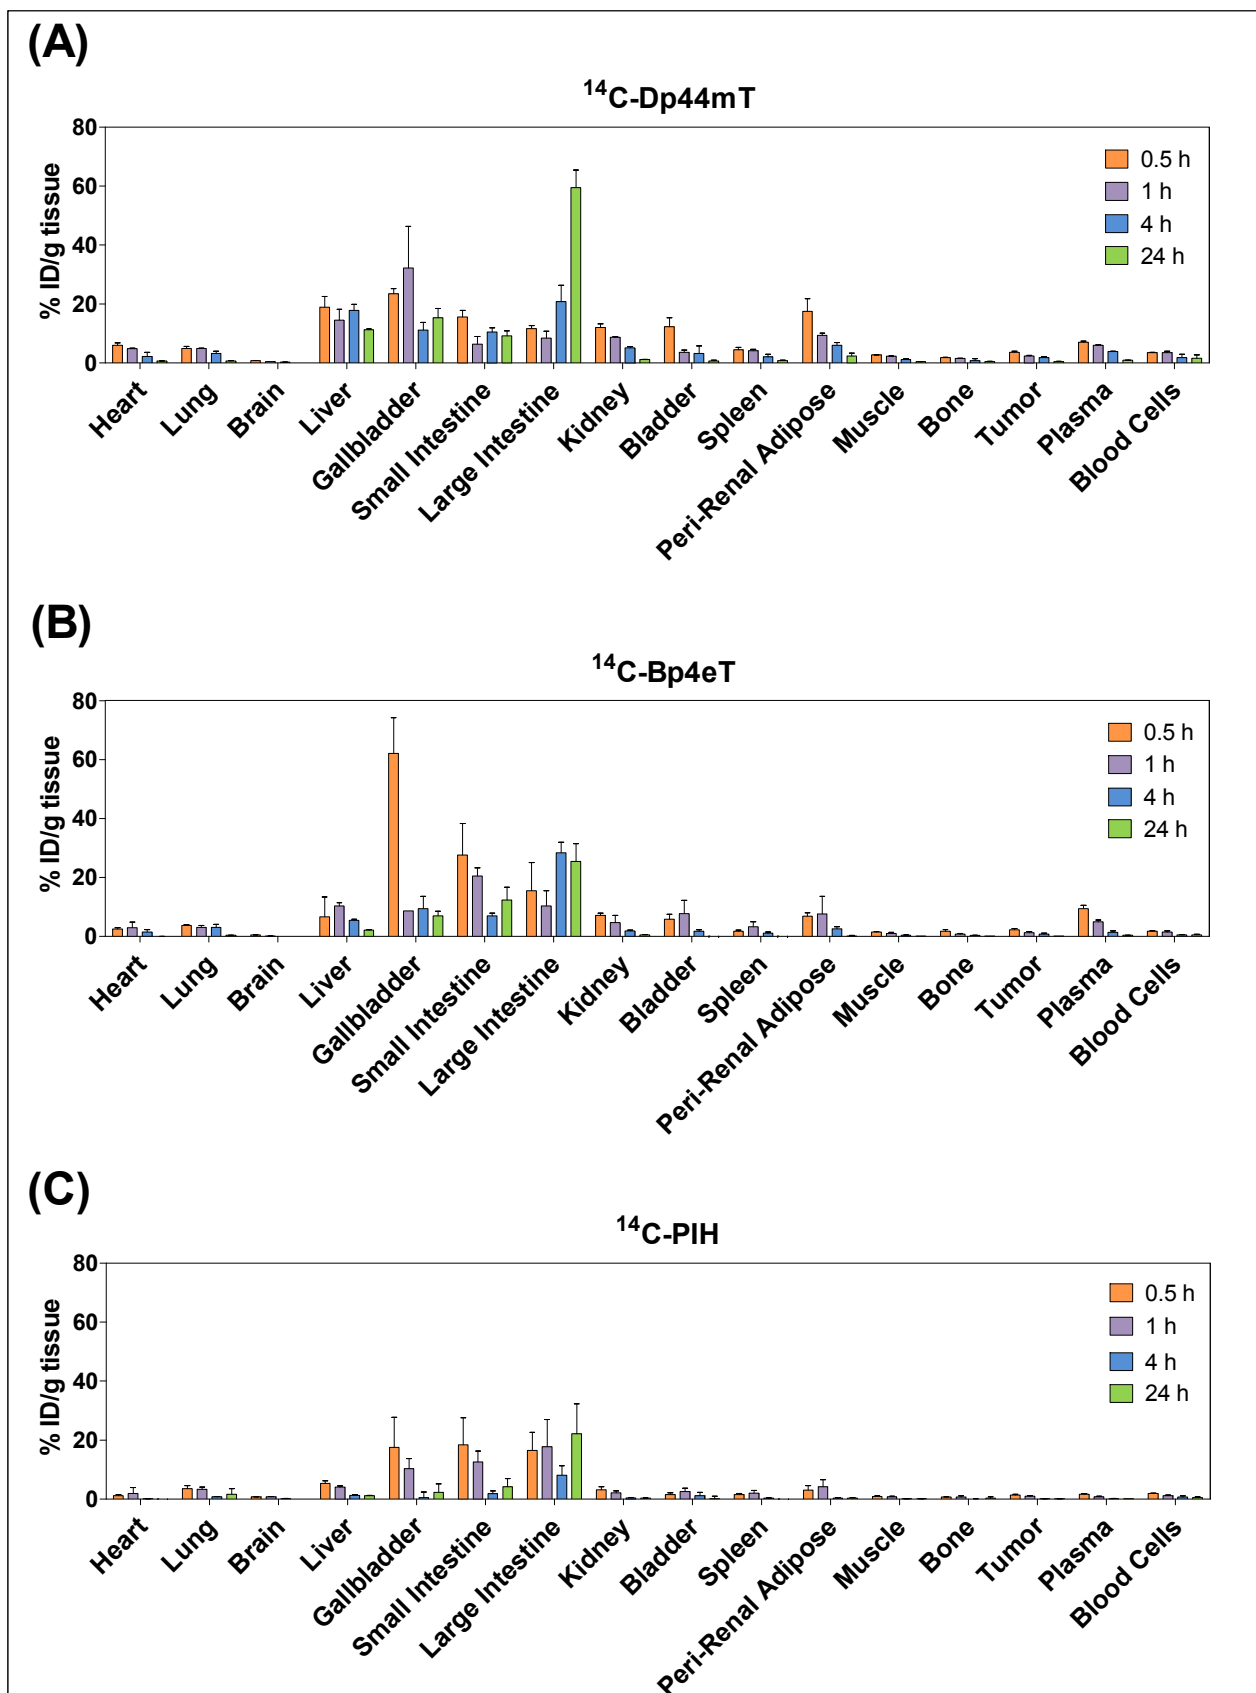 (A)
¹⁴C-Dp44mT
% ID/g tissue
80
60
40
20
0
0.5 h
1 h
4 h
24 h
Heart
Lung
Brain
Liver
Gallbladder
Small Intestine
Large Intestine
Kidney
Bladder
Spleen
Peri-Renal Adipose
Muscle
Bone
Tumor
Plasma
Blood Cells
(B)
¹⁴C-Bp4eT
% ID/g tissue
80
60
40
20
0
0.5 h
1 h
4 h
24 h
Heart
Lung
Brain
Liver
Gallbladder
Small Intestine
Large Intestine
Kidney
Bladder
Spleen
Peri-Renal Adipose
Muscle
Bone
Tumor
Plasma
Blood Cells
(C)
¹⁴C-PIH
% ID/g tissue
80
60
40
20
0
0.5 h
1 h
4 h
24 h
Heart
Lung
Brain
Liver
Gallbladder
Small Intestine
Large Intestine
Kidney
Bladder
Spleen
Peri-Renal Adipose
Muscle
Bone
Tumor
Plasma
Blood Cells